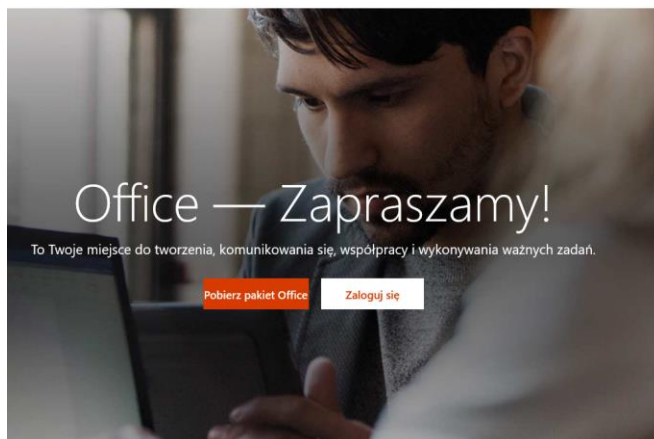 Office — Zapraszamy!
To Twoje miejsce do tworzenia, komunikowania się, współpracy i wykonywania ważnych zadań.
Pobierz pakiet Office
Zaloguj się